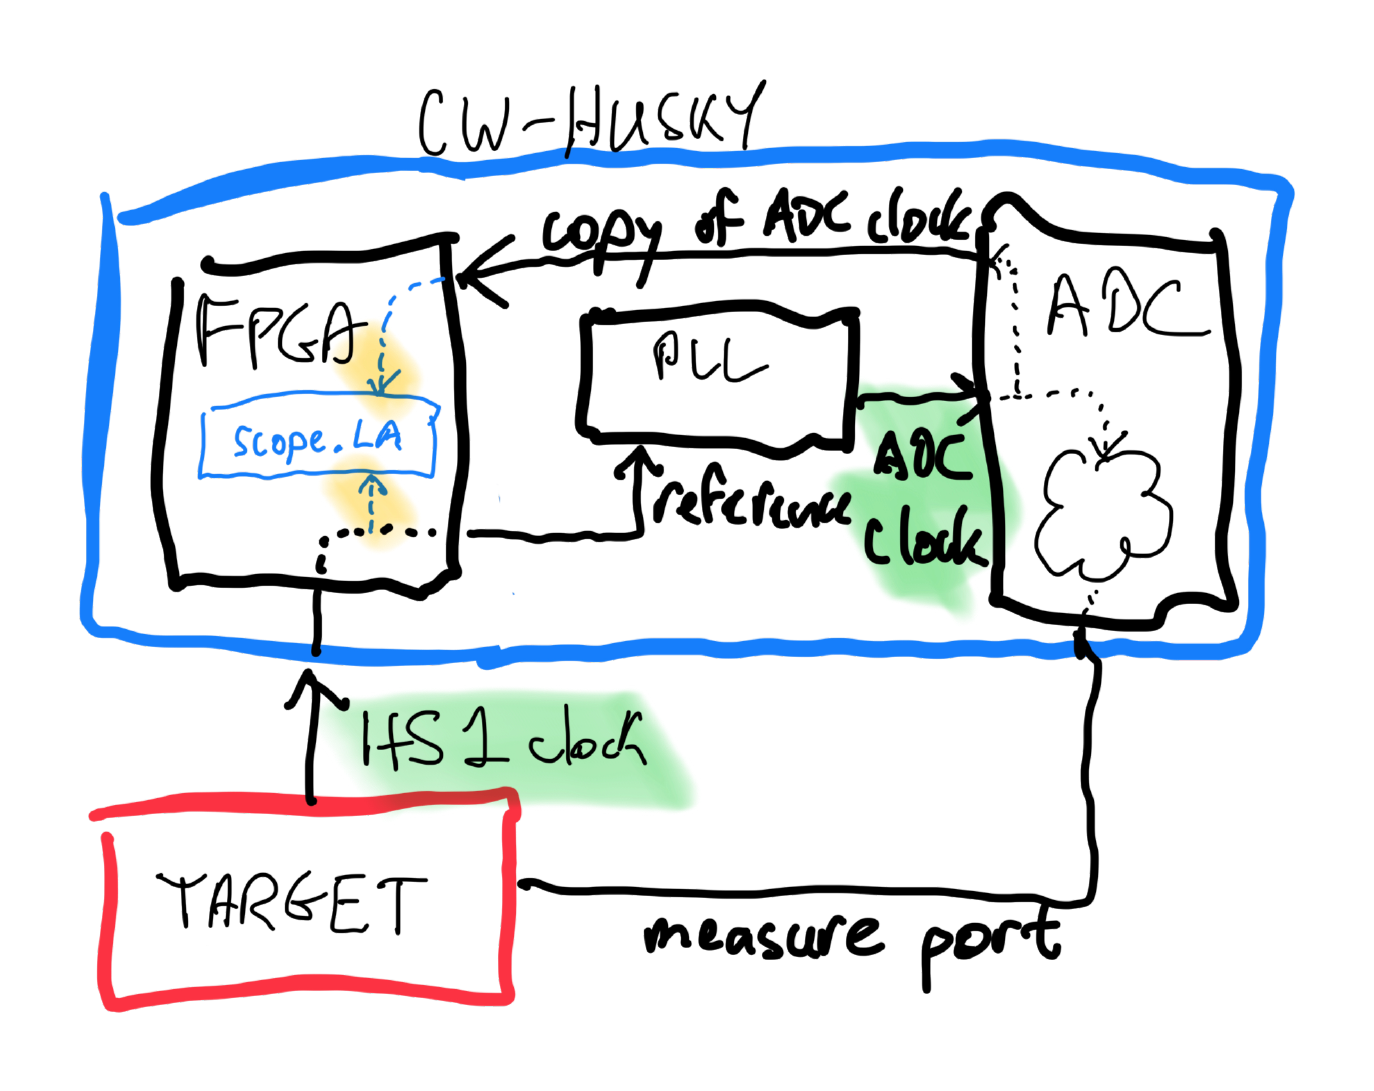 CW-HUSKY
copy of ADC clock
FPGA
PLL
ADC
scope.LA
reference
ADC
clock
HS1 clock
TARGET
measure port